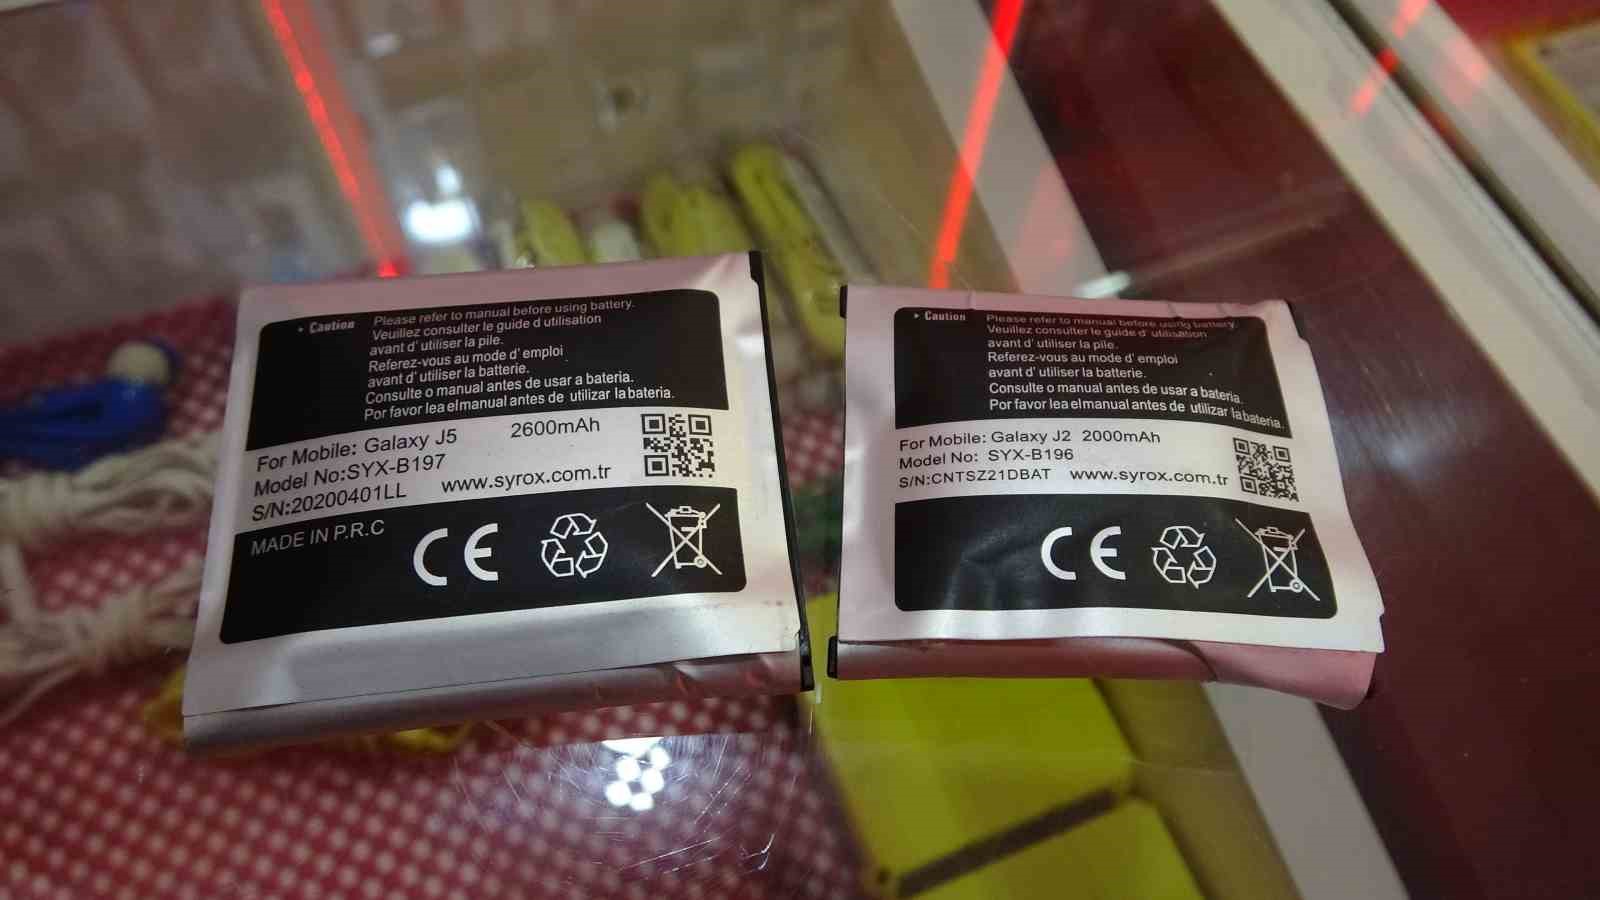 Caution
Please refer to manual before using battery.
Veuillez consulter le guide d utilisation
avant d' utiliser la pile.
Referez-vous au mode d' emploi
avant d' utiliser la batterie.
Consulte o manual antes de usar a bateria.
Por favor lea el manual antes de utilizar la bateria.
For Mobile: Galaxy J5 2600mAh
Model No:SYX-B197
S/N:20200401LL www.syrox.com.tr
MADE IN P.R.C
CE
Caution
Please refer to manual before using battery.
Veuillez consulter le guide d' utilisation
avant d' utiliser la pile.
Referez-vous au mode d' emploi
avant d' utiliser la batterie.
Consulte o manual antes de usar a bateria.
Por favor lea el manual antes de utilizar la bateria.
For Mobile: Galaxy J2 2000mAh
Model No: SYX-B196
S/N:CNTSZ21DBAT www.syrox.com.tr
CE